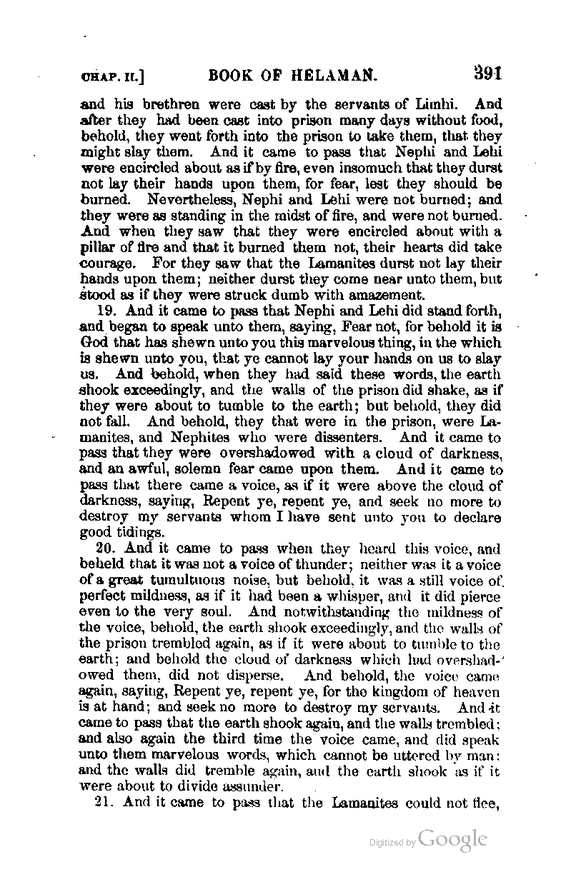 CHAP. II.] BOOK OF HELAMAN. 391
and his brethren were cast by the servants of Limhi. And
after they had been cast into prison many days without food,
behold, they went forth into the prison to take them, that they
might slay them. And it came to pass that Nephi and Lehi
were encircled about as if by fire, even insomuch that they durst
not lay their hands upon them, for fear, lest they should be
burned. Nevertheless, Nephi and Lehi were not burned; and
they were as standing in the midst of fire, and were not burned.
And when they saw that they were encircled about with a
pillar of fire and that it burned them not, their hearts did take
courage. For they saw that the Lamanites durst not lay their
hands upon them; neither durst they come near unto them, but
stood as if they were struck dumb with amazement.
19. And it came to pass that Nephi and Lehi did stand forth,
and began to speak unto them, saying, Fear not, for behold it is
God that has shewn unto you this marvelous thing, in the which
is shewn unto you, that ye cannot lay your hands on us to slay
us. And behold, when they had said these words, the earth
shook exceedingly, and the walls of the prison did shake, as if
they were about to tumble to the earth; but behold, they did
not fall. And behold, they that were in the prison, were La-
manites, and Nephites who were dissenters. And it came to
pass that they were overshadowed with a cloud of darkness,
and an awful, solemn fear came upon them. And it came to
pass that there came a voice, as if it were above the cloud of
darkness, saying, Repent ye, repent ye, and seek no more to
destroy my servants whom I have sent unto you to declare
good tidings.
20. And it came to pass when they heard this voice, and
beheld that it was not a voice of thunder; neither was it a voice
of a great tumultuous noise, but behold, it was a still voice of
perfect mildness, as if it had been a whisper, and it did pierce
even to the very soul. And notwithstanding the mildness of
the voice, behold, the earth shook exceedingly, and the walls of
the prison trembled again, as if it were about to tumble to the
earth; and behold the cloud of darkness which had overshad-
owed them, did not disperse. And behold, the voice came
again, saying, Repent ye, repent ye, for the kingdom of heaven
is at hand; and seek no more to destroy my servants. And it
came to pass that the earth shook again, and the walls trembled;
and also again the third time the voice came, and did speak
unto them marvelous words, which cannot be uttered by man:
and the walls did tremble again, and the earth shook as if it
were about to divide assunder.
21. And it came to pass that the Lamanites could not flee,
Digitized by Google